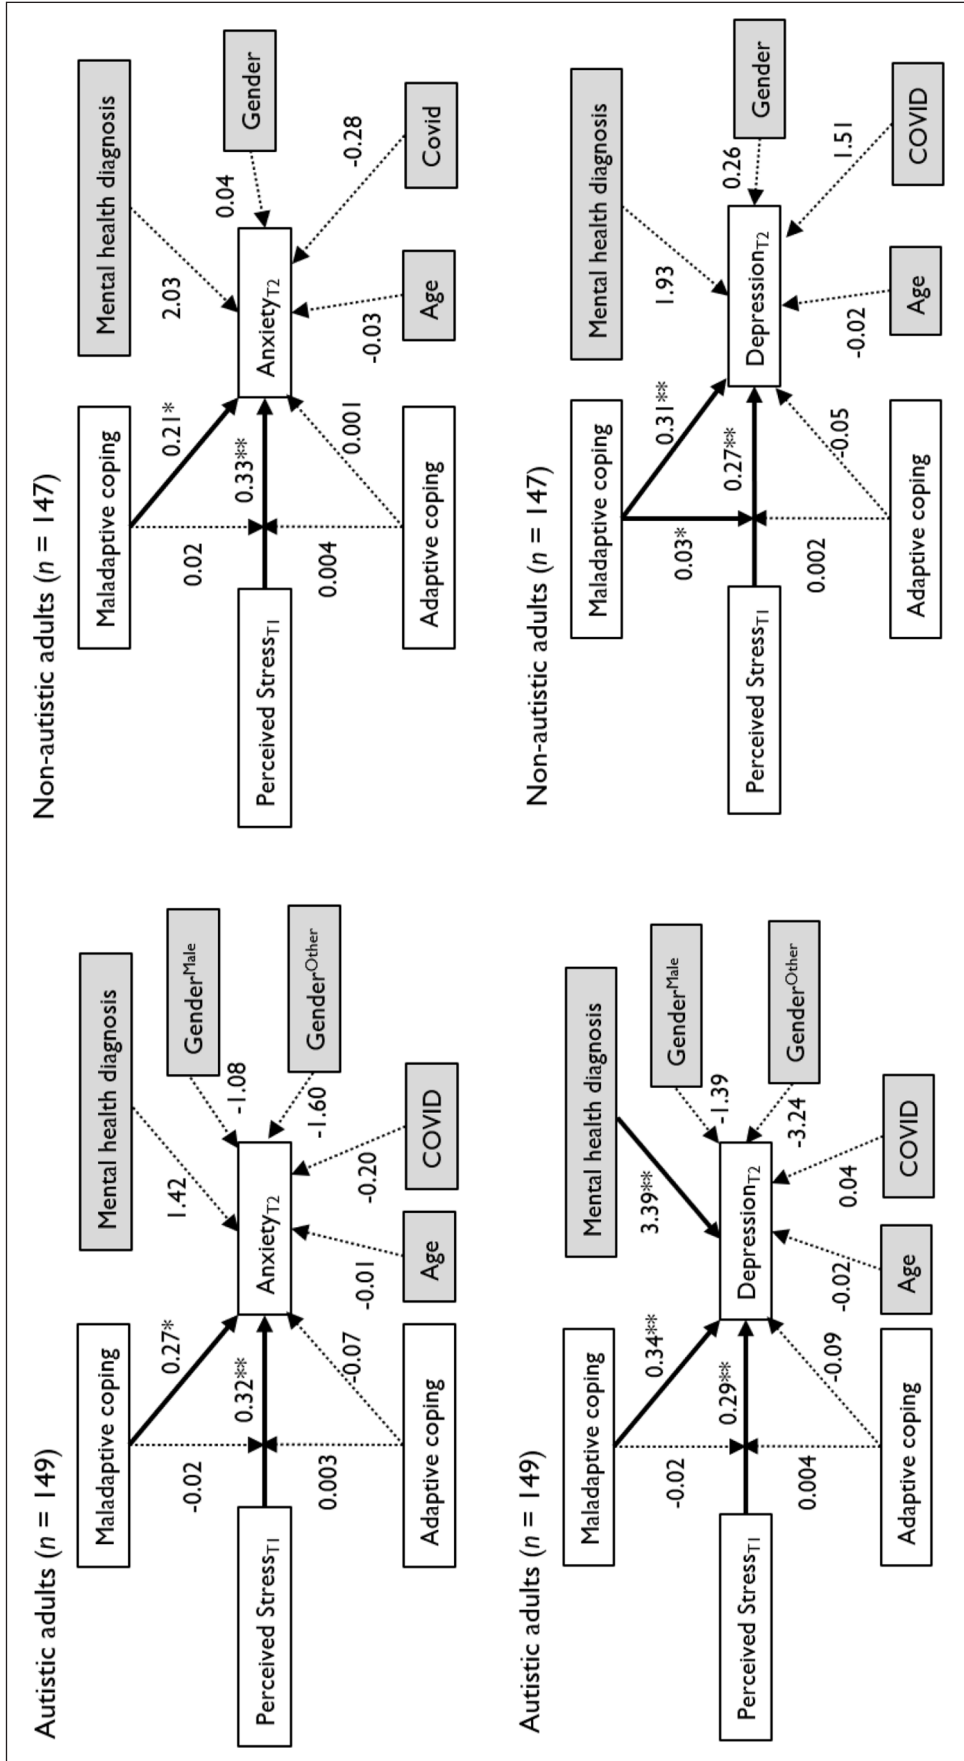 Autistic adults (n = 149)
Maladaptive coping
Mental health diagnosis
0.27*
1.42
Gender^Male
-0.02
-1.08
Perceived Stress_T1
0.32**
Anxiety_T2
-1.60
Gender^Other
0.003
-0.07
-0.01
-0.20
Adaptive coping
Age
COVID
Non-autistic adults (n = 147)
Maladaptive coping
Mental health diagnosis
0.21*
2.03
0.04
Gender
0.02
Perceived Stress_T1
0.33**
Anxiety_T2
0.004
0.001
-0.03
-0.28
Adaptive coping
Age
Covid
Autistic adults (n = 149)
Maladaptive coping
Mental health diagnosis
0.34**
3.39**
Gender^Male
-0.02
-1.39
Perceived Stress_T1
0.29**
Depression_T2
-3.24
Gender^Other
0.004
-0.09
-0.02
0.04
Adaptive coping
Age
COVID
Non-autistic adults (n = 147)
Maladaptive coping
Mental health diagnosis
0.31**
1.93
0.26
Gender
0.03*
Perceived Stress_T1
0.27**
Depression_T2
0.002
-0.05
-0.02
1.51
Adaptive coping
Age
COVID